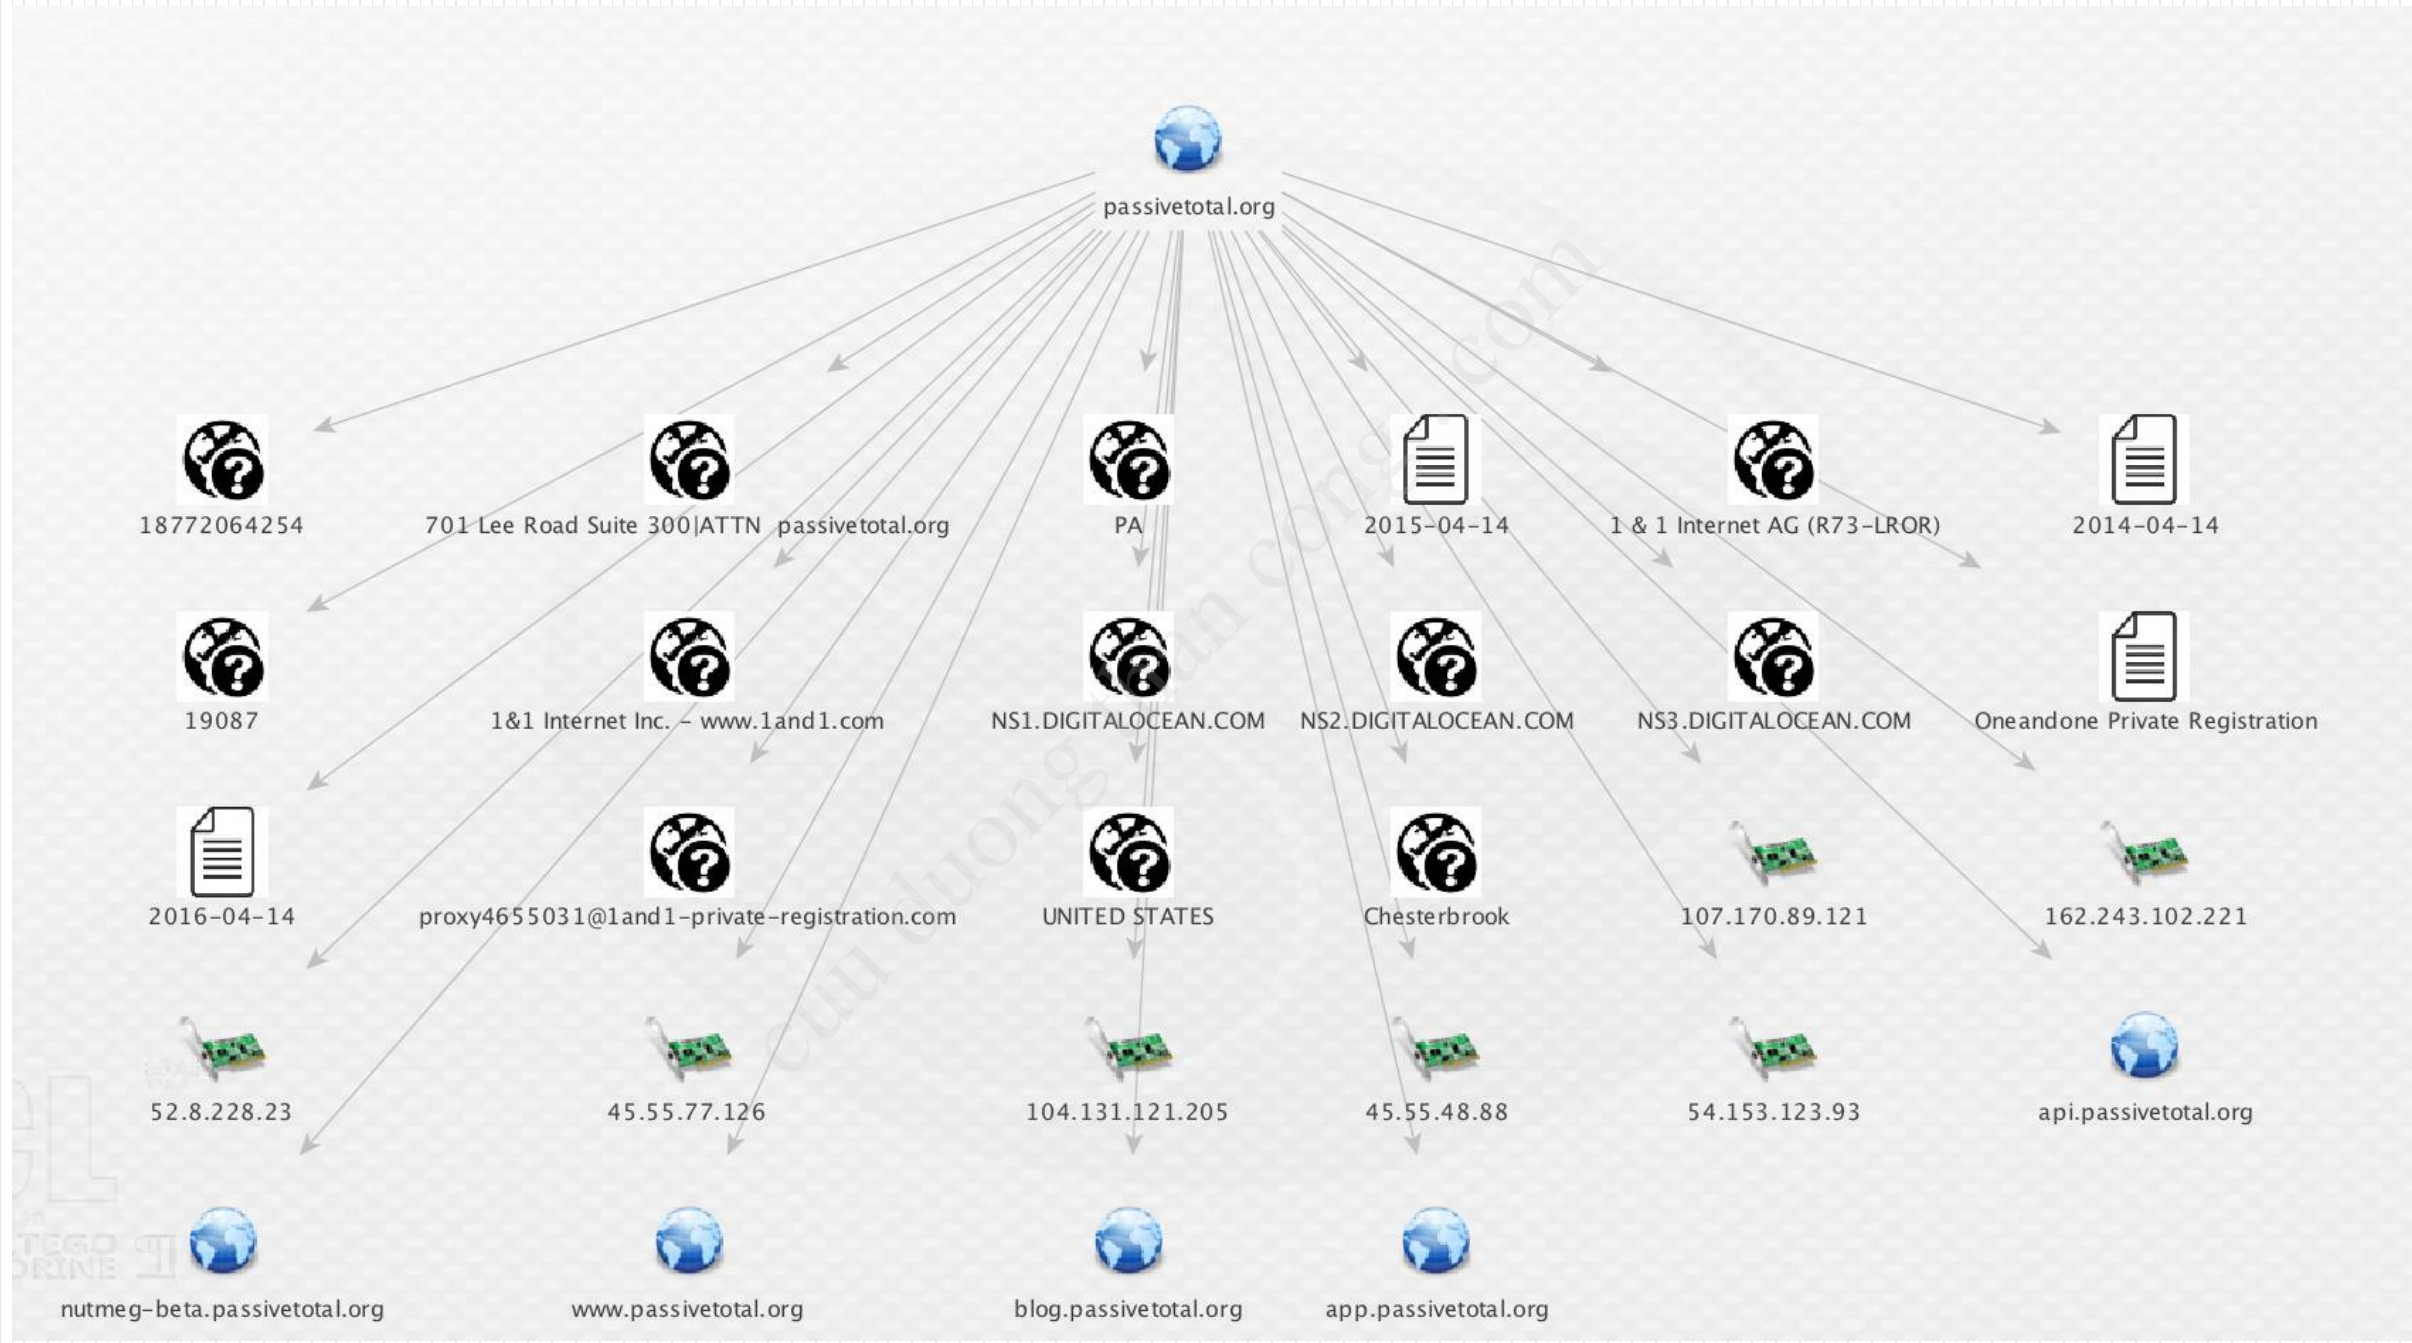 passivetotal.org
18772064254
701 Lee Road Suite 300|ATTN passivetotal.org
PA
2015-04-14
1 & 1 Internet AG (R73-LROR)
2014-04-14
19087
1&1 Internet Inc. - www.1and1.com
NS1.DIGITALOCEAN.COM
NS2.DIGITALOCEAN.COM
NS3.DIGITALOCEAN.COM
Oneandone Private Registration
2016-04-14
proxy4655031@1and1-private-registration.com
UNITED STATES
Chesterbrook
107.170.89.121
162.243.102.221
52.8.228.23
45.55.77.126
104.131.121.205
45.55.48.88
54.153.123.93
api.passivetotal.org
nutmeg-beta.passivetotal.org
www.passivetotal.org
blog.passivetotal.org
app.passivetotal.org
cuu duong than cong . com